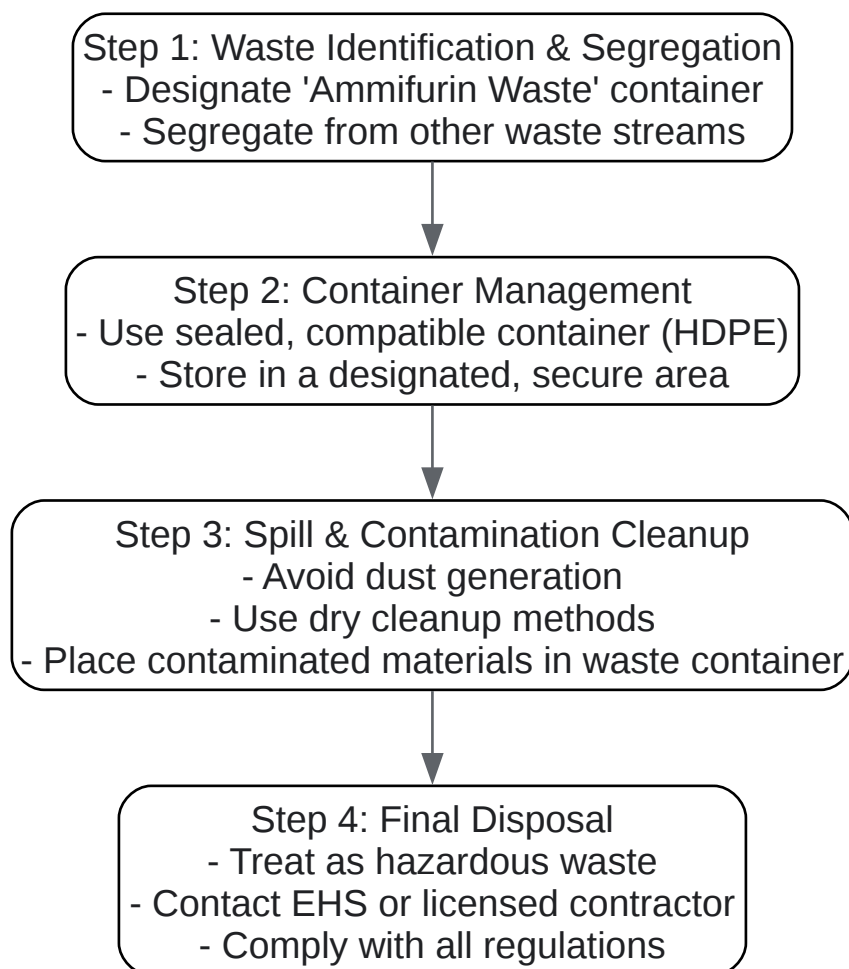 Step 1: Waste Identification & Segregation
- Designate 'Ammifurin Waste' container
- Segregate from other waste streams
Step 2: Container Management
- Use sealed, compatible container (HDPE)
- Store in a designated, secure area
Step 3: Spill & Contamination Cleanup
- Avoid dust generation
- Use dry cleanup methods
- Place contaminated materials in waste container
Step 4: Final Disposal
- Treat as hazardous waste
- Contact EHS or licensed contractor
- Comply with all regulations